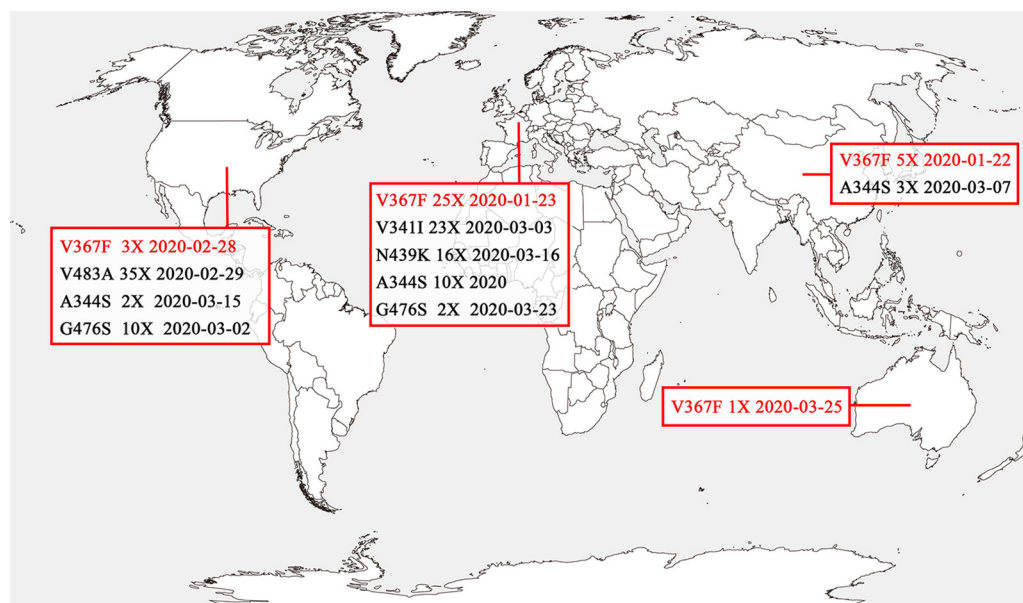 V367F 3X 2020-02-28
V483A 35X 2020-02-29
A344S 2X 2020-03-15
G476S 10X 2020-03-02
V367F 25X 2020-01-23
V341I 23X 2020-03-03
N439K 16X 2020-03-16
A344S 10X 2020
G476S 2X 2020-03-23
V367F 5X 2020-01-22
A344S 3X 2020-03-07
V367F 1X 2020-03-25